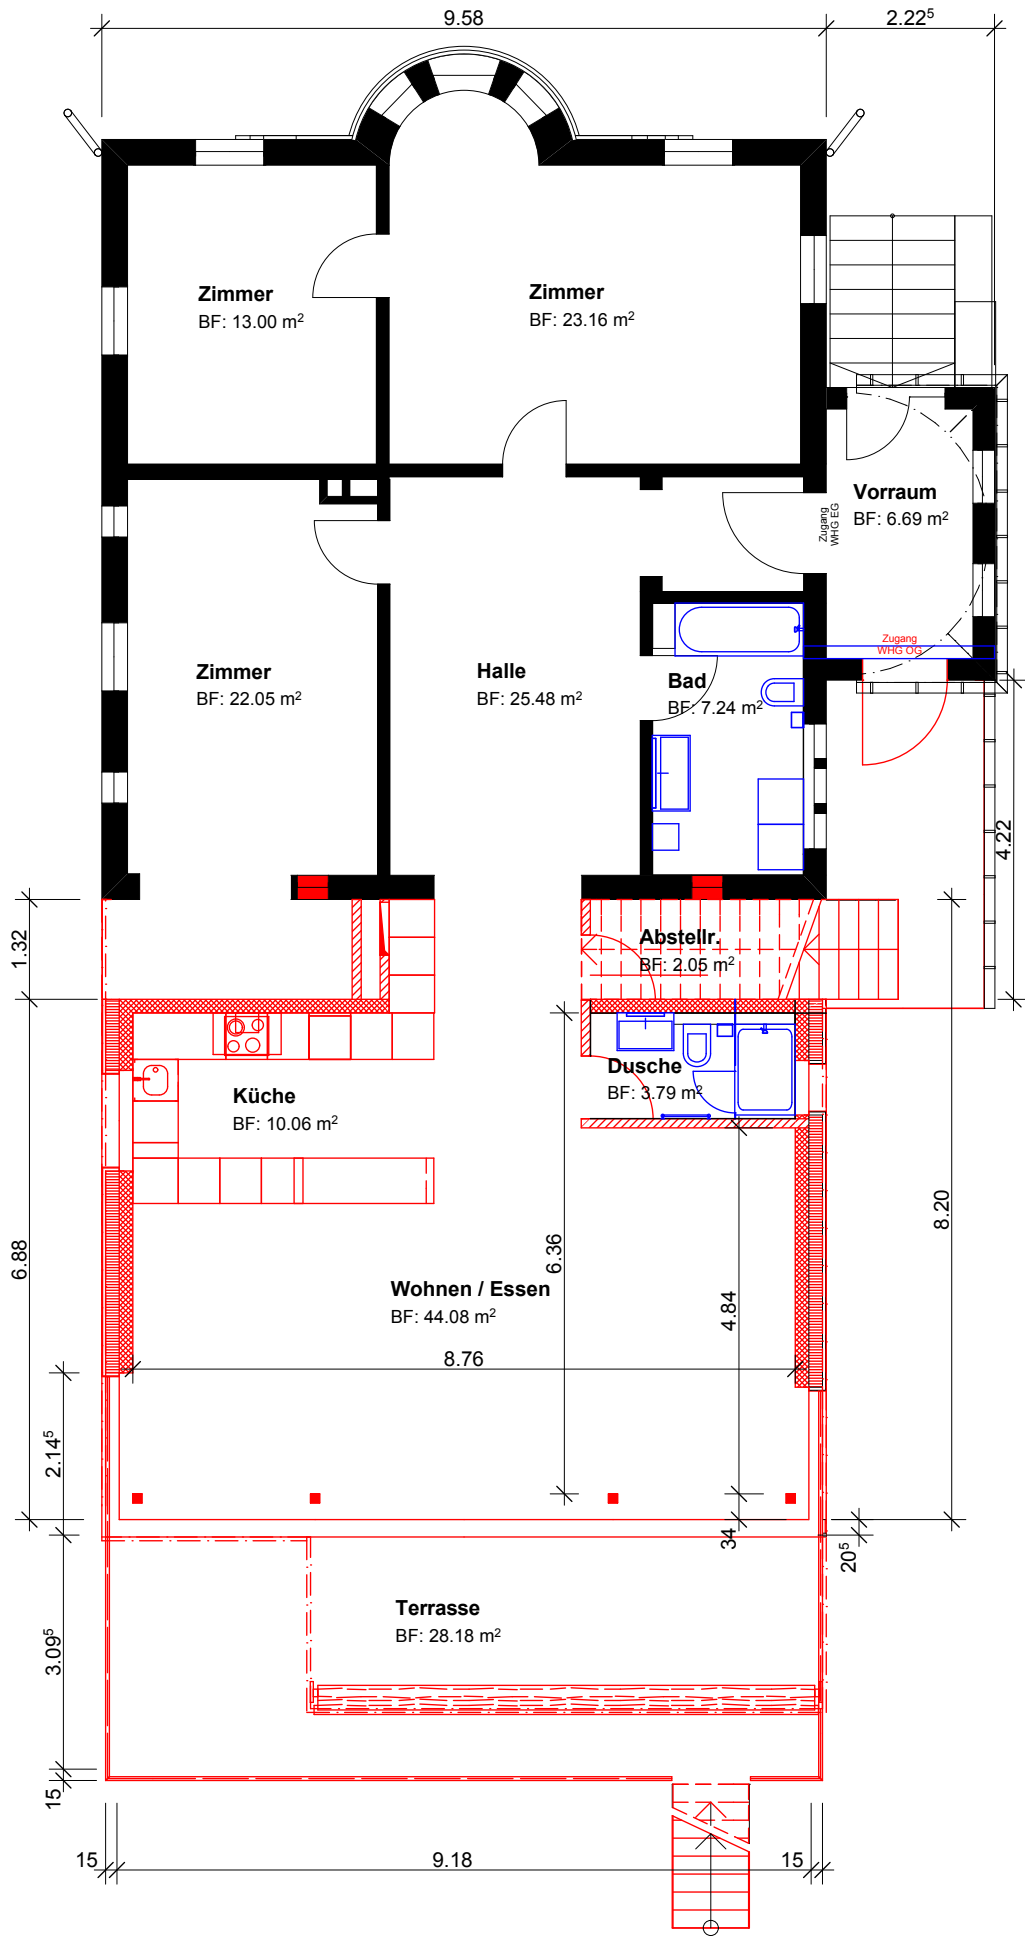 9.58
2.22⁵
Zimmer
BF: 13.00 m²
Zimmer
BF: 23.16 m²
Vorraum
BF: 6.69 m²
Zugang
WHG EG
Zugang
WHG OG
Zimmer
BF: 22.05 m²
Halle
BF: 25.48 m²
Bad
BF: 7.24 m²
4.22
1.32
Abstellr.
BF: 2.05 m²
Dusche
BF: 3.79 m²
Küche
BF: 10.06 m²
8.20
6.88
6.36
4.84
Wohnen / Essen
BF: 44.08 m²
8.76
2.14⁵
34
20⁵
Terrasse
BF: 28.18 m²
3.09⁵
15
15
9.18
15